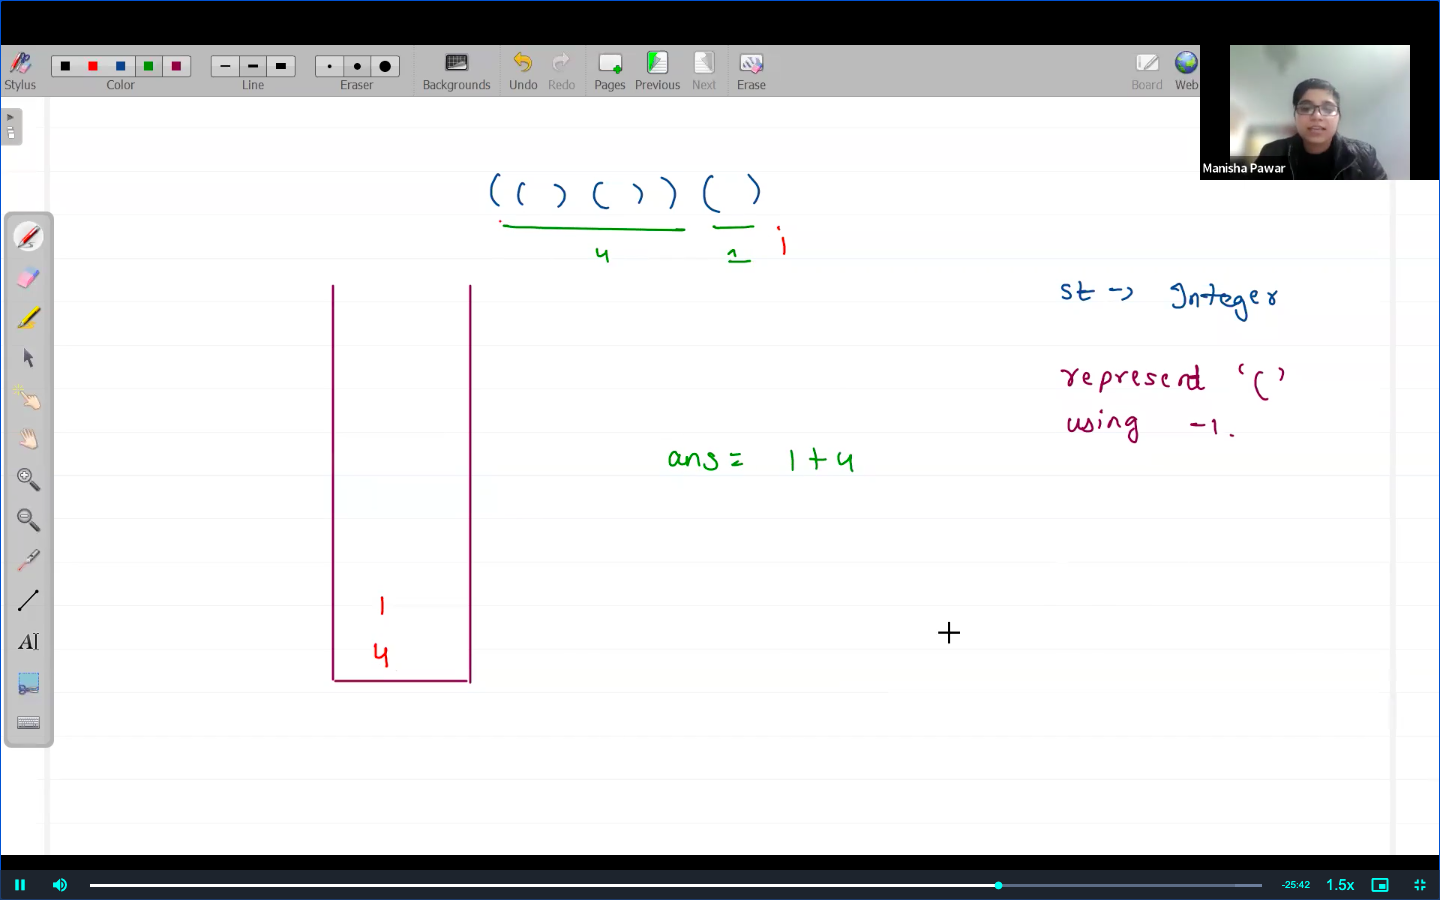 Stylus Color Line Eraser Backgrounds Undo Redo Pages Previous Next Erase Board Web
Manisha Pawar
( ( ) ( ) ) ( )
4 i
st -> Integer
represent '('
using -1.
ans = 1 + 4
1
4
AI
-25:42 1.5x